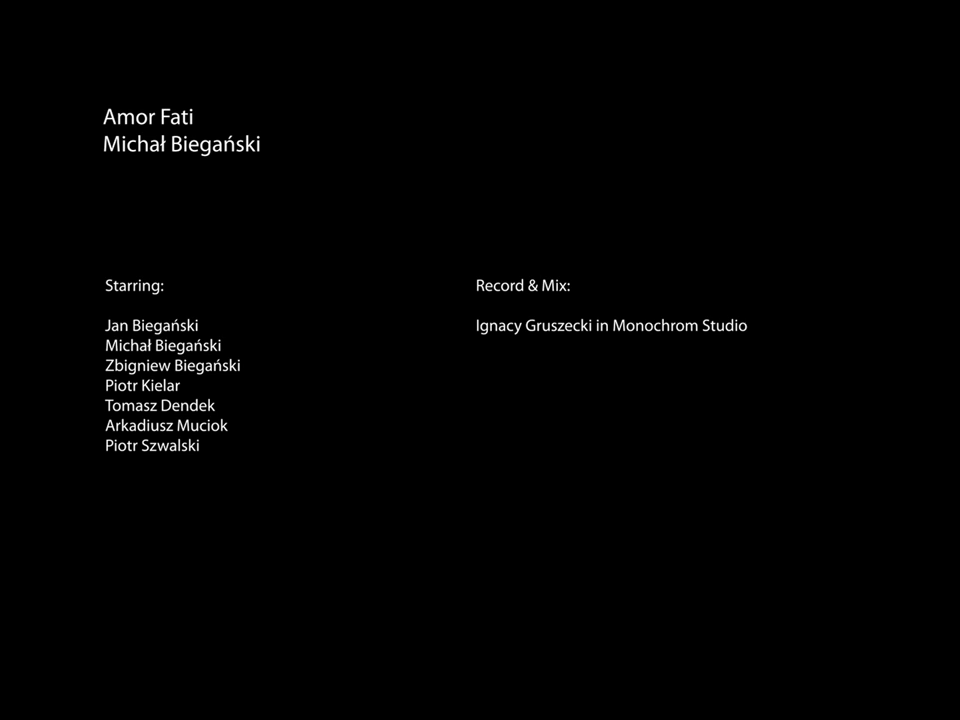 Amor Fati
Michał Biegański
Starring:
Jan Biegański
Michał Biegański
Zbigniew Biegański
Piotr Kielar
Tomasz Dendek
Arkadiusz Muciok
Piotr Szwalski
Record & Mix:
Ignacy Gruszecki in Monochrom Studio